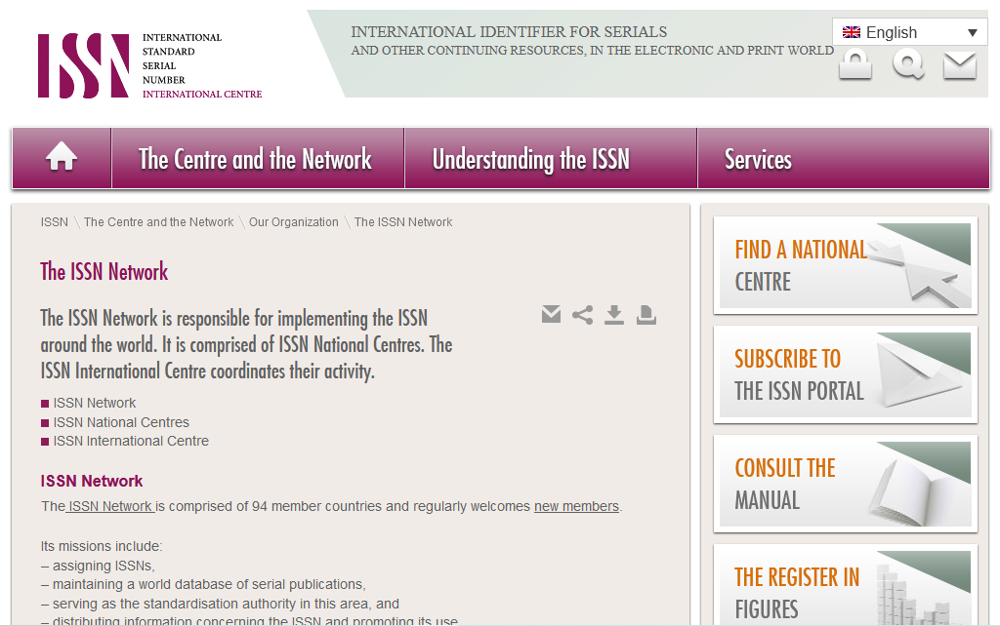 INTERNATIONAL
STANDARD
SERIAL
NUMBER
INTERNATIONAL CENTRE
ISSN
INTERNATIONAL IDENTIFIER FOR SERIALS
AND OTHER CONTINUING RESOURCES, IN THE ELECTRONIC AND PRINT WORLD
English
The Centre and the Network
Understanding the ISSN
Services
ISSN \ The Centre and the Network \ Our Organization \ The ISSN Network
The ISSN Network
The ISSN Network is responsible for implementing the ISSN
around the world. It is comprised of ISSN National Centres. The
ISSN International Centre coordinates their activity.
ISSN Network
ISSN National Centres
ISSN International Centre
ISSN Network
The ISSN Network is comprised of 94 member countries and regularly welcomes new members.
Its missions include:
– assigning ISSNs,
– maintaining a world database of serial publications,
– serving as the standardisation authority in this area, and
– distributing information concerning the ISSN and promoting its use
FIND A NATIONAL
CENTRE
SUBSCRIBE TO
THE ISSN PORTAL
CONSULT THE
MANUAL
THE REGISTER IN
FIGURES